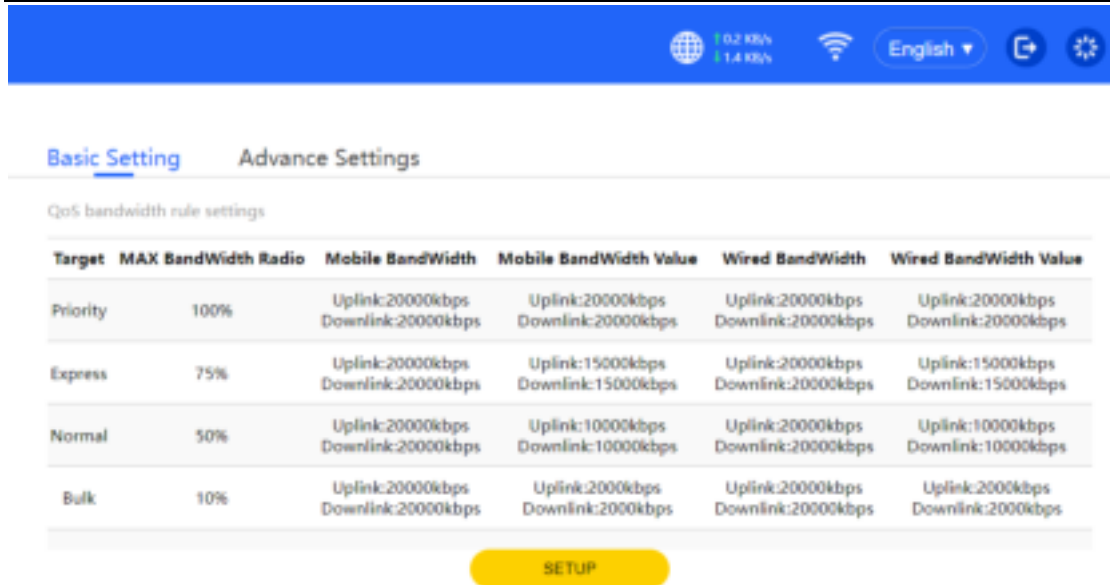 ↑0.2 KB/s
↓1.4 KB/s
English ▾
Basic Setting Advance Settings
QoS bandwidth rule settings
Target MAX BandWidth Radio Mobile BandWidth Mobile BandWidth Value Wired BandWidth Wired BandWidth Value
Priority 100% Uplink:20000kbps Uplink:20000kbps Uplink:20000kbps Uplink:20000kbps
Downlink:20000kbps Downlink:20000kbps Downlink:20000kbps Downlink:20000kbps
Express 75% Uplink:20000kbps Uplink:15000kbps Uplink:20000kbps Uplink:15000kbps
Downlink:20000kbps Downlink:15000kbps Downlink:20000kbps Downlink:15000kbps
Normal 50% Uplink:20000kbps Uplink:10000kbps Uplink:20000kbps Uplink:10000kbps
Downlink:20000kbps Downlink:10000kbps Downlink:20000kbps Downlink:10000kbps
Bulk 10% Uplink:20000kbps Uplink:2000kbps Uplink:20000kbps Uplink:2000kbps
Downlink:20000kbps Downlink:2000kbps Downlink:20000kbps Downlink:2000kbps
SETUP